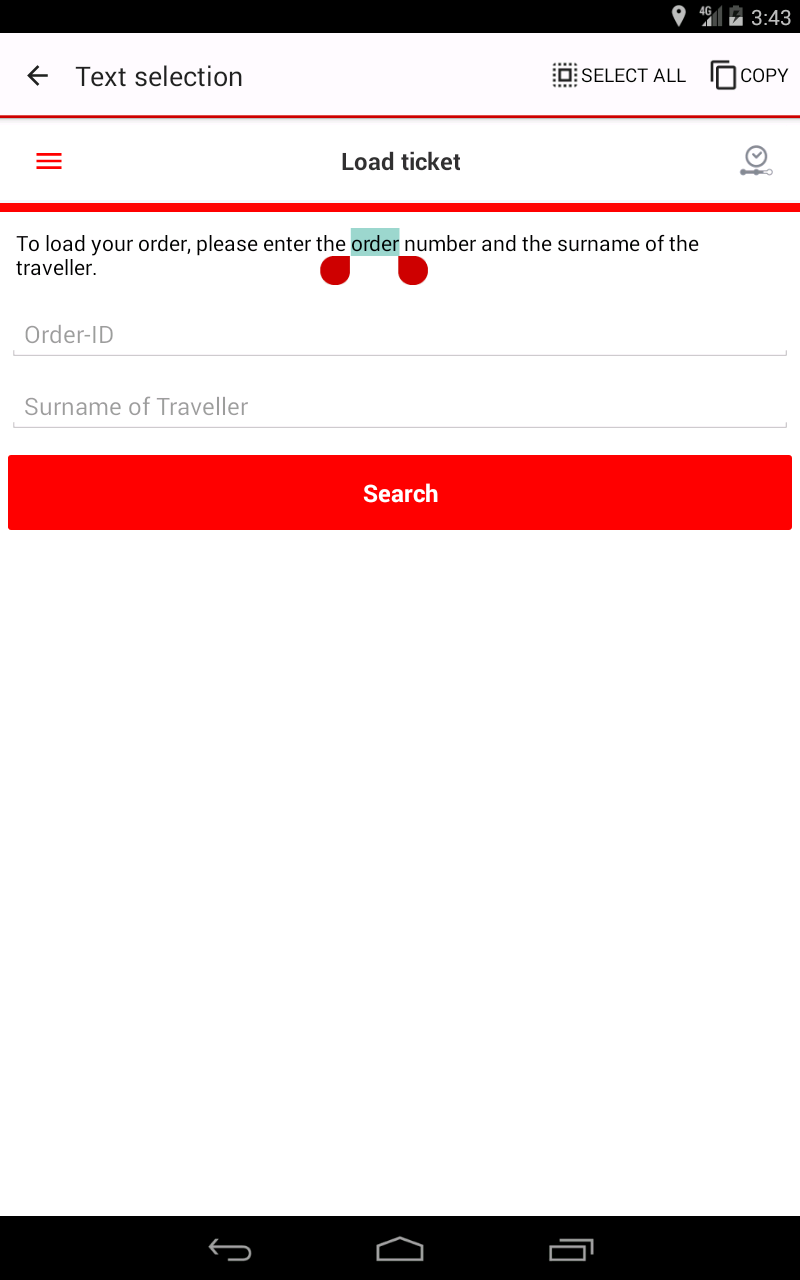 4G 3:43
Text selection SELECT ALL COPY
Load ticket
To load your order, please enter the order number and the surname of the
traveller.
Order-ID
Surname of Traveller
Search